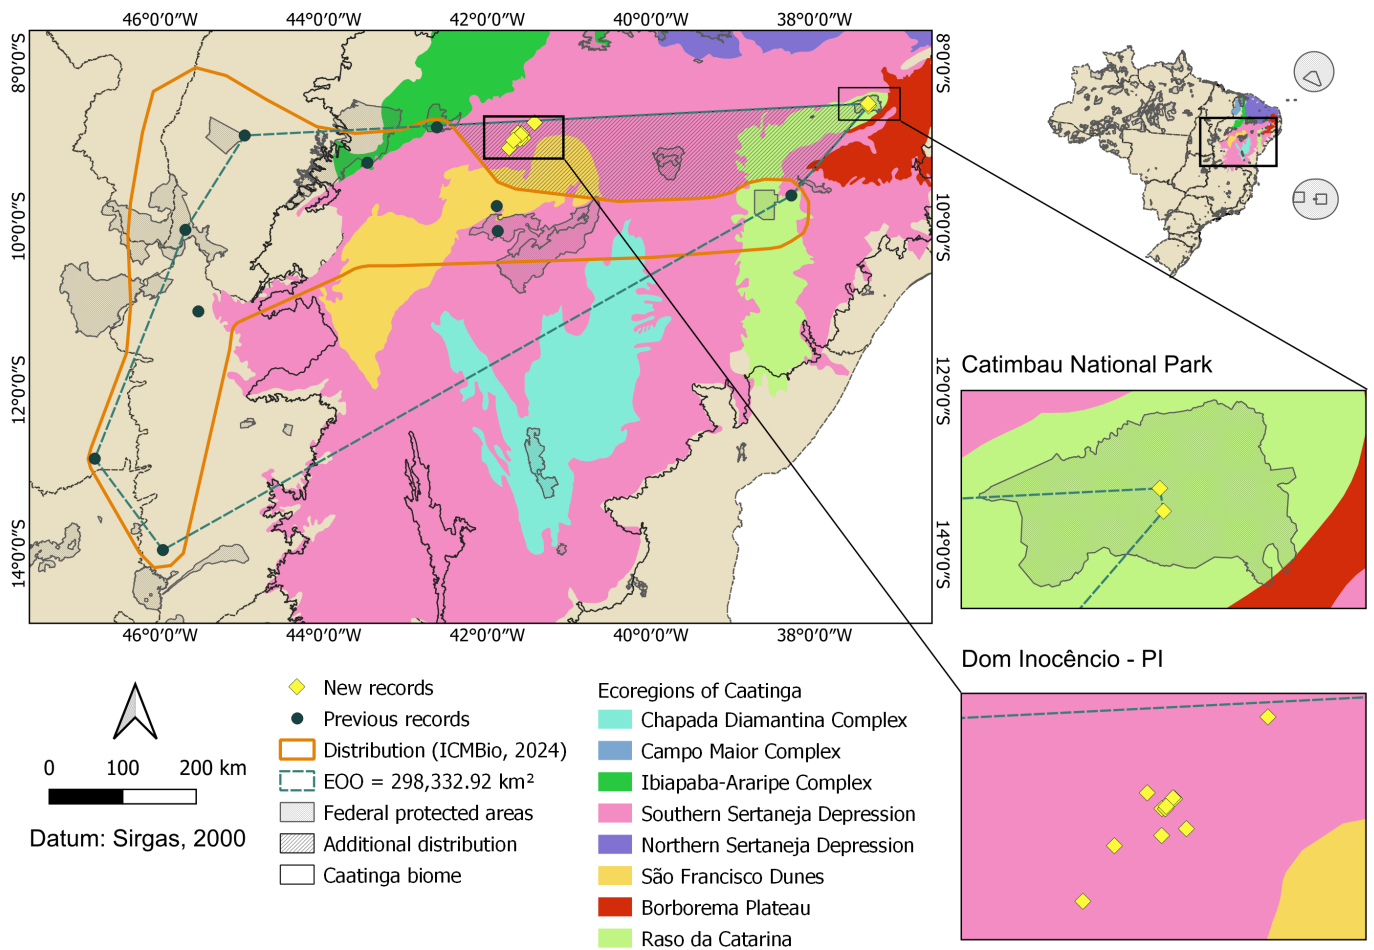 46°0'0"W 44°0'0"W 42°0'0"W 40°0'0"W 38°0'0"W
8°0'0"S
10°0'0"S
12°0'0"S
14°0'0"S
8°0'0"S
10°0'0"S
12°0'0"S
14°0'0"S
46°0'0"W 44°0'0"W 42°0'0"W 40°0'0"W 38°0'0"W
Catimbau National Park
Dom Inocêncio - PI
0 100 200 km
Datum: Sirgas, 2000
New records
Previous records
Distribution (ICMBio, 2024)
EOO = 298,332.92 km²
Federal protected areas
Additional distribution
Caatinga biome
Ecoregions of Caatinga
Chapada Diamantina Complex
Campo Maior Complex
Ibiapaba-Araripe Complex
Southern Sertaneja Depression
Northern Sertaneja Depression
São Francisco Dunes
Borborema Plateau
Raso da Catarina